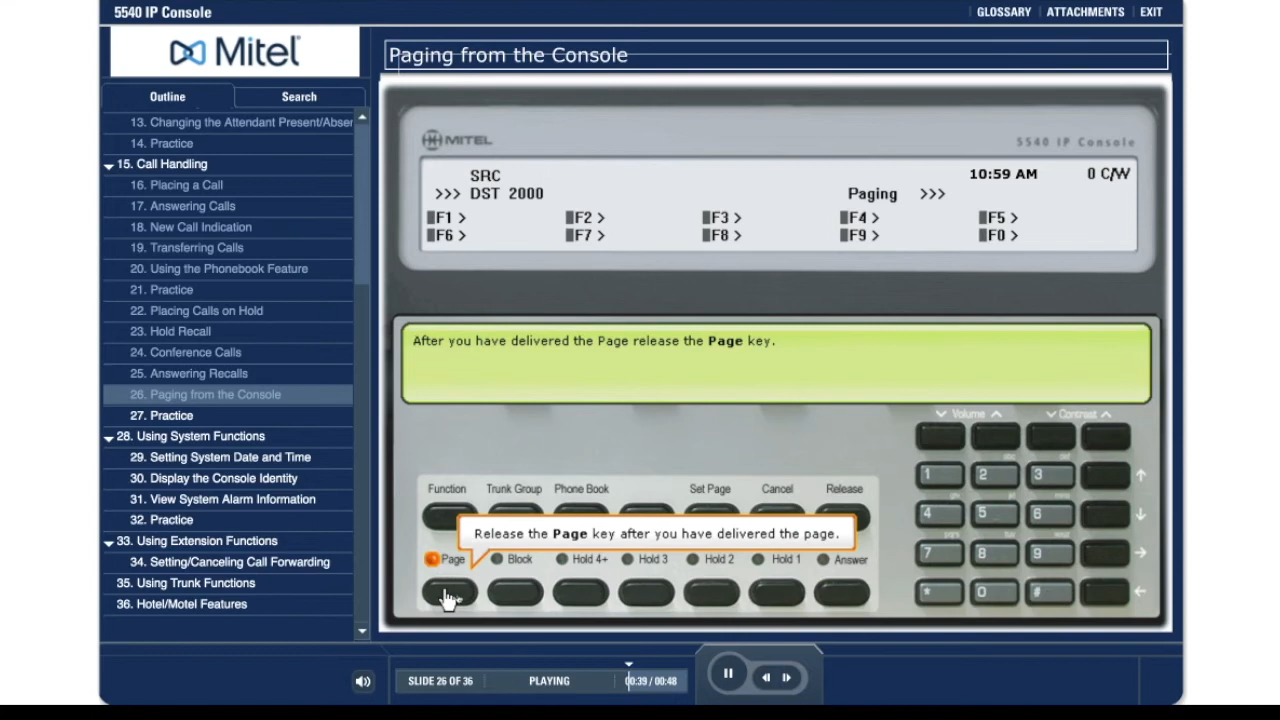 5540 IP Console
GLOSSARY
ATTACHMENTS
EXIT
Mitel
Paging from the Console
Outline
Search
13. Changing the Attendant Present/Absen
14. Practice
15. Call Handling
16. Placing a Call
17. Answering Calls
18. New Call Indication
19. Transferring Calls
20. Using the Phonebook Feature
21. Practice
22. Placing Calls on Hold
23. Hold Recall
24. Conference Calls
25. Answering Recalls
26. Paging from the Console
27. Practice
28. Using System Functions
29. Setting System Date and Time
30. Display the Console Identity
31. View System Alarm Information
32. Practice
33. Using Extension Functions
34. Setting/Canceling Call Forwarding
35. Using Trunk Functions
36. Hotel/Motel Features
MITEL
5540 IP Console
SRC 10:59 AM 0 C/W
>>> DST 2000 Paging >>>
F1 > F2 > F3 > F4 > F5 >
F6 > F7 > F8 > F9 > F0 >
After you have delivered the Page release the Page key.
Volume Contrast
Function Trunk Group Phone Book Set Page Cancel Release
Release the Page key after you have delivered the page.
Page Block Hold 4+ Hold 3 Hold 2 Hold 1 Answer
abc def
1 2 3
4 5 6
7 8 9
* 0 #
SLIDE 26 OF 36
PLAYING
00:39 / 00:48